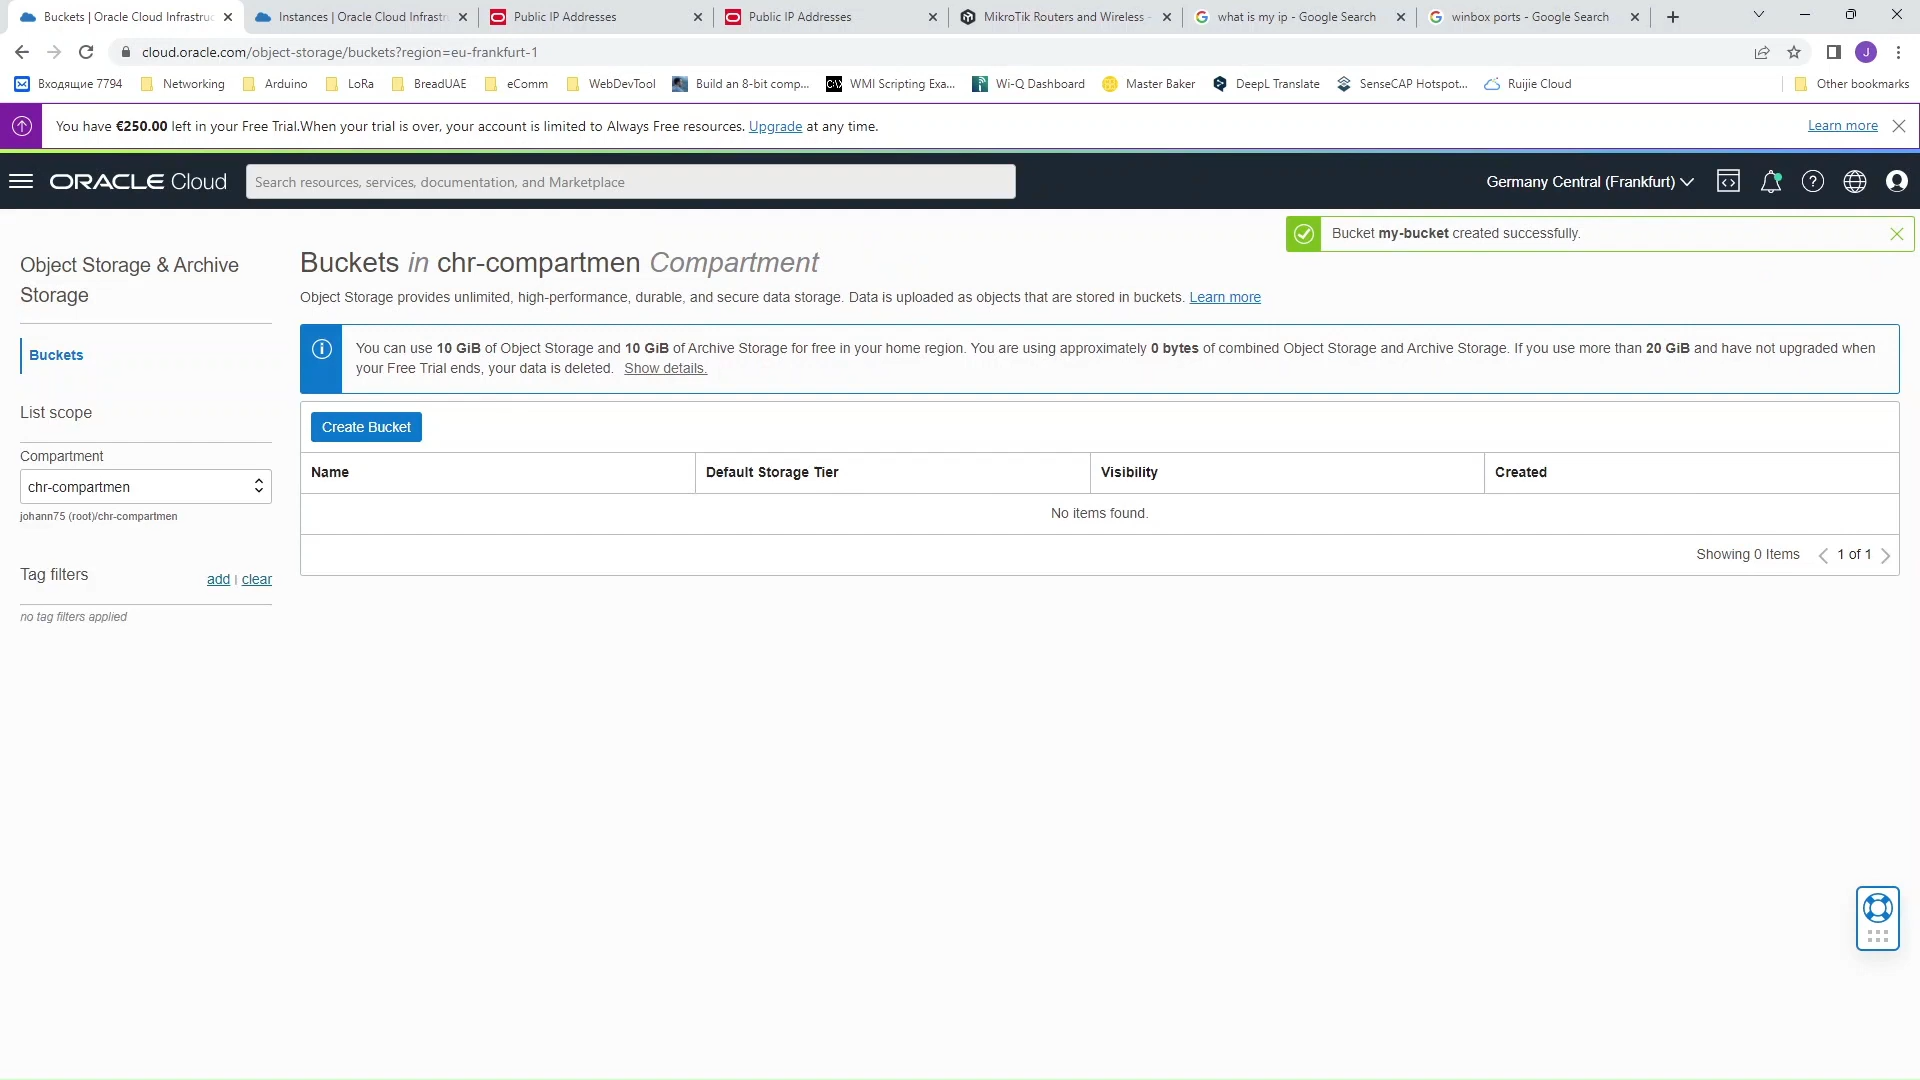 Buckets | Oracle Cloud Infrastruc
Instances | Oracle Cloud Infrastr
Public IP Addresses
Public IP Addresses
MikroTik Routers and Wireless -
what is my ip - Google Search
winbox ports - Google Search
cloud.oracle.com/object-storage/buckets?region=eu-frankfurt-1
J
Входящие 7794
Networking
Arduino
LoRa
BreadUAE
eComm
WebDevTool
Build an 8-bit comp...
WMI Scripting Exa...
Wi-Q Dashboard
Master Baker
DeepL Translate
SenseCAP Hotspot...
Ruijie Cloud
Other bookmarks
You have €250.00 left in your Free Trial.When your trial is over, your account is limited to Always Free resources. Upgrade at any time.
Learn more
ORACLE Cloud
Search resources, services, documentation, and Marketplace
Germany Central (Frankfurt)
Bucket my-bucket created successfully.
Object Storage & Archive
Storage
Buckets
List scope
Compartment
chr-compartmen
johann75 (root)/chr-compartmen
Tag filters
add | clear
no tag filters applied
Buckets in chr-compartmen Compartment
Object Storage provides unlimited, high-performance, durable, and secure data storage. Data is uploaded as objects that are stored in buckets. Learn more
You can use 10 GiB of Object Storage and 10 GiB of Archive Storage for free in your home region. You are using approximately 0 bytes of combined Object Storage and Archive Storage. If you use more than 20 GiB and have not upgraded when
your Free Trial ends, your data is deleted. Show details.
Create Bucket
Name
Default Storage Tier
Visibility
Created
No items found.
Showing 0 Items
1 of 1